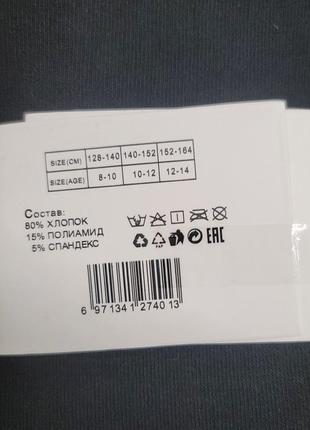 SIZE(CM) 128-140 140-152 152-164
SIZE(AGE) 8-10 10-12 12-14
Состав:
80% ХЛОПОК
15% ПОЛИАМИД
5% СПАНДЕКС
PAP
EAC
6 971341 274013